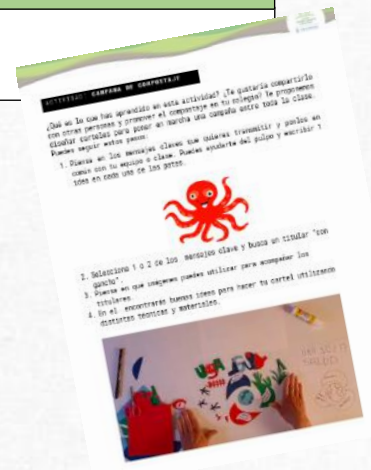 ACTIVIDAD: CAMPAÑA DE COMPOSTAJE
¿Qué es lo que has aprendido en esta actividad? ¿Te gustaría compartirlo
con otras personas y promover el compostaje en tu colegio? Te proponemos
diseñar carteles para poner en marcha una campaña entre toda la clase.
Puedes seguir estos pasos:
1. Piensa en los mensajes claves que quieres transmitir y ponlos en
común con tu equipo o clase. Puedes ayudarte del pulpo y escribir 1
idea en cada una de las patas.
2. Selecciona 1 o 2 de los mensajes clave y busca un titular "con
gancho".
3. Piensa en que imágenes puedes utilizar para acompañar los
titulares.
4. En el encontrarás buenas ideas para hacer tu cartel utilizando
distintas técnicas y materiales.